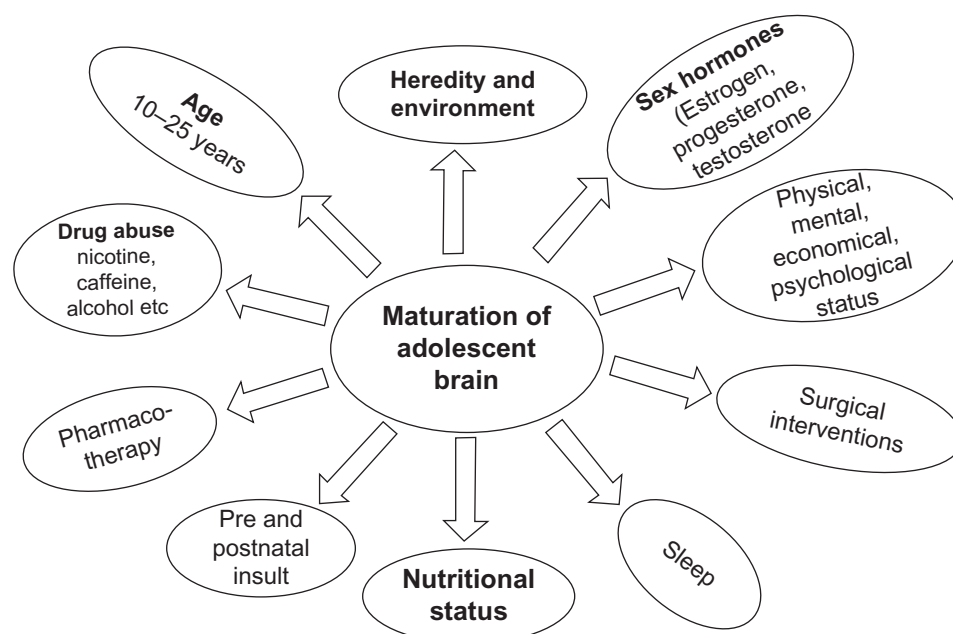 Heredity and
environment
Sex hormones
(Estrogen,
progesterone,
testosterone
Physical,
mental,
economical,
psychological
status
Surgical
interventions
Sleep
Nutritional
status
Pre and
postnatal
insult
Pharmaco-
therapy
Drug abuse
nicotine,
caffeine,
alcohol etc
Age
10–25 years
Maturation of
adolescent
brain